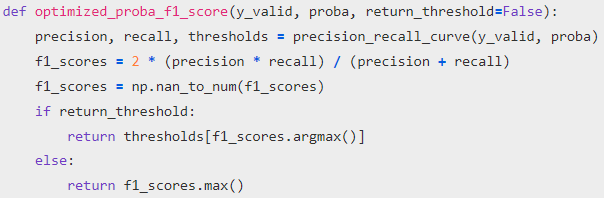 def optimized_proba_f1_score(y_valid, proba, return_threshold=False):
    precision, recall, thresholds = precision_recall_curve(y_valid, proba)
    f1_scores = 2 * (precision * recall) / (precision + recall)
    f1_scores = np.nan_to_num(f1_scores)
    if return_threshold:
        return thresholds[f1_scores.argmax()]
    else:
        return f1_scores.max()